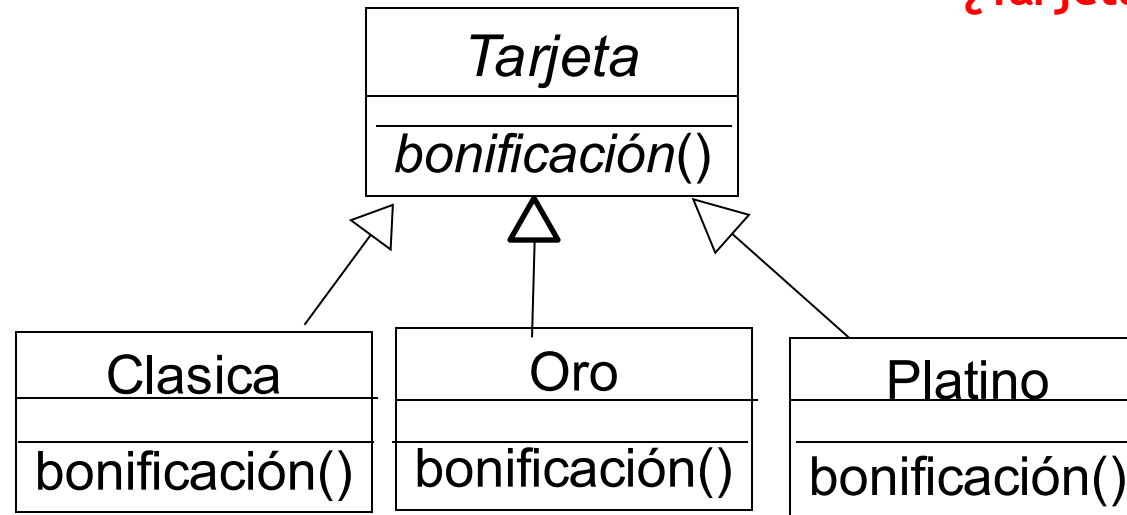 Tarjeta
bonificación()
Clasica
bonificación()
Oro
bonificación()
Platino
bonificación()